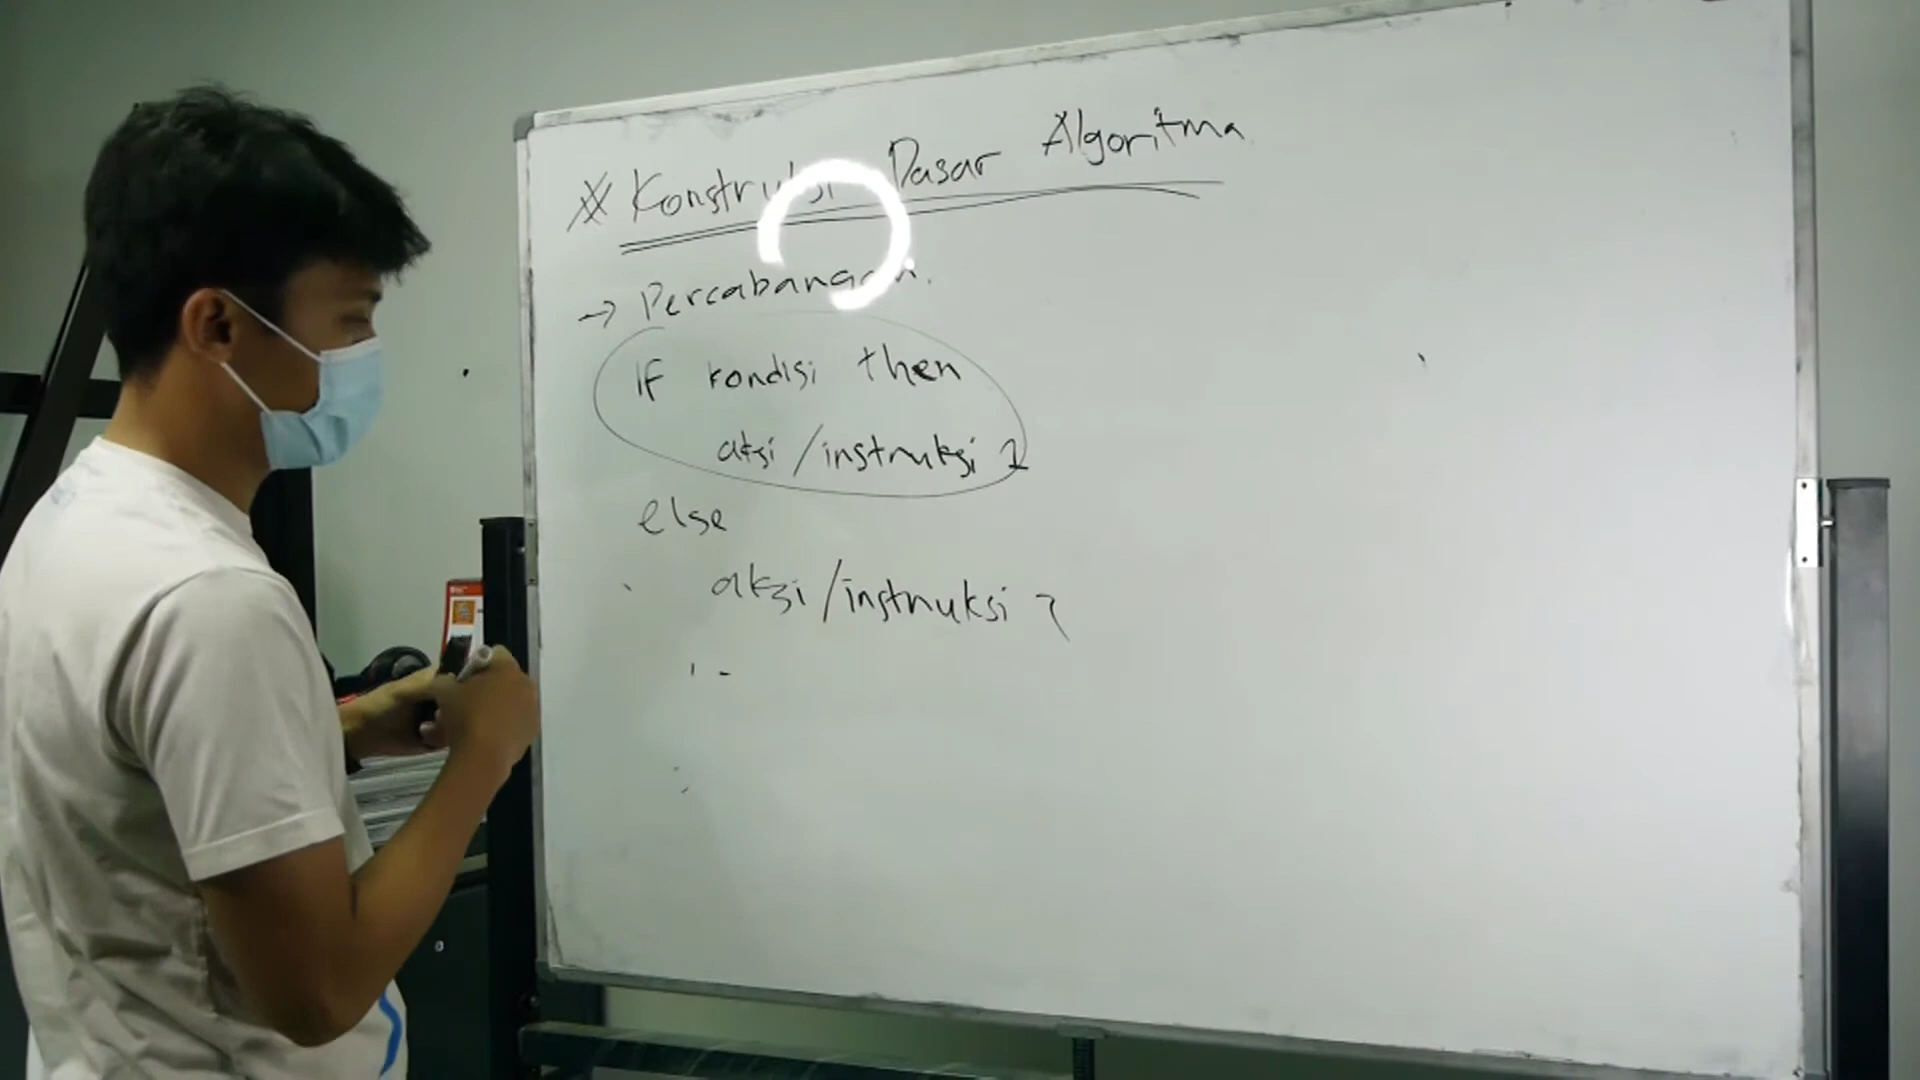 # Konstruksi Dasar Algoritma
→ Percabangan.
if kondisi then
aksi/instruksi 1
else
aksi/instruksi 2